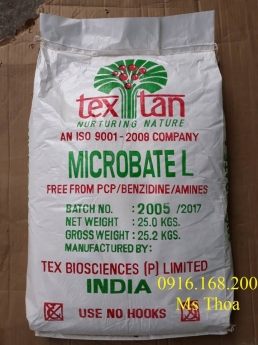 tex tan
NURTURING NATURE
AN ISO 9001 - 2008 COMPANY
MICROBATE L
FREE FROM PCP/BENZIDINE/AMINES
BATCH NO. : 2005 /2017
NET WEIGHT : 25.0 KGS.
GROSS WEIGHT : 25.2 KGS.
MANUFACTURED BY:
TEX BIOSCIENCES (P) LIMITED
INDIA
0916.168.200
Ms Thoa
USE NO HOOKS